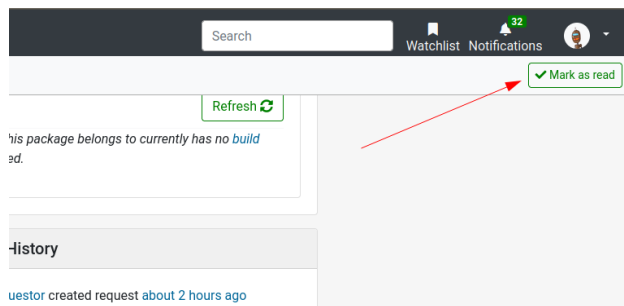 Search
32
Watchlist Notifications
Mark as read
Refresh
his package belongs to currently has no build
ed.
History
uestor created request about 2 hours ago